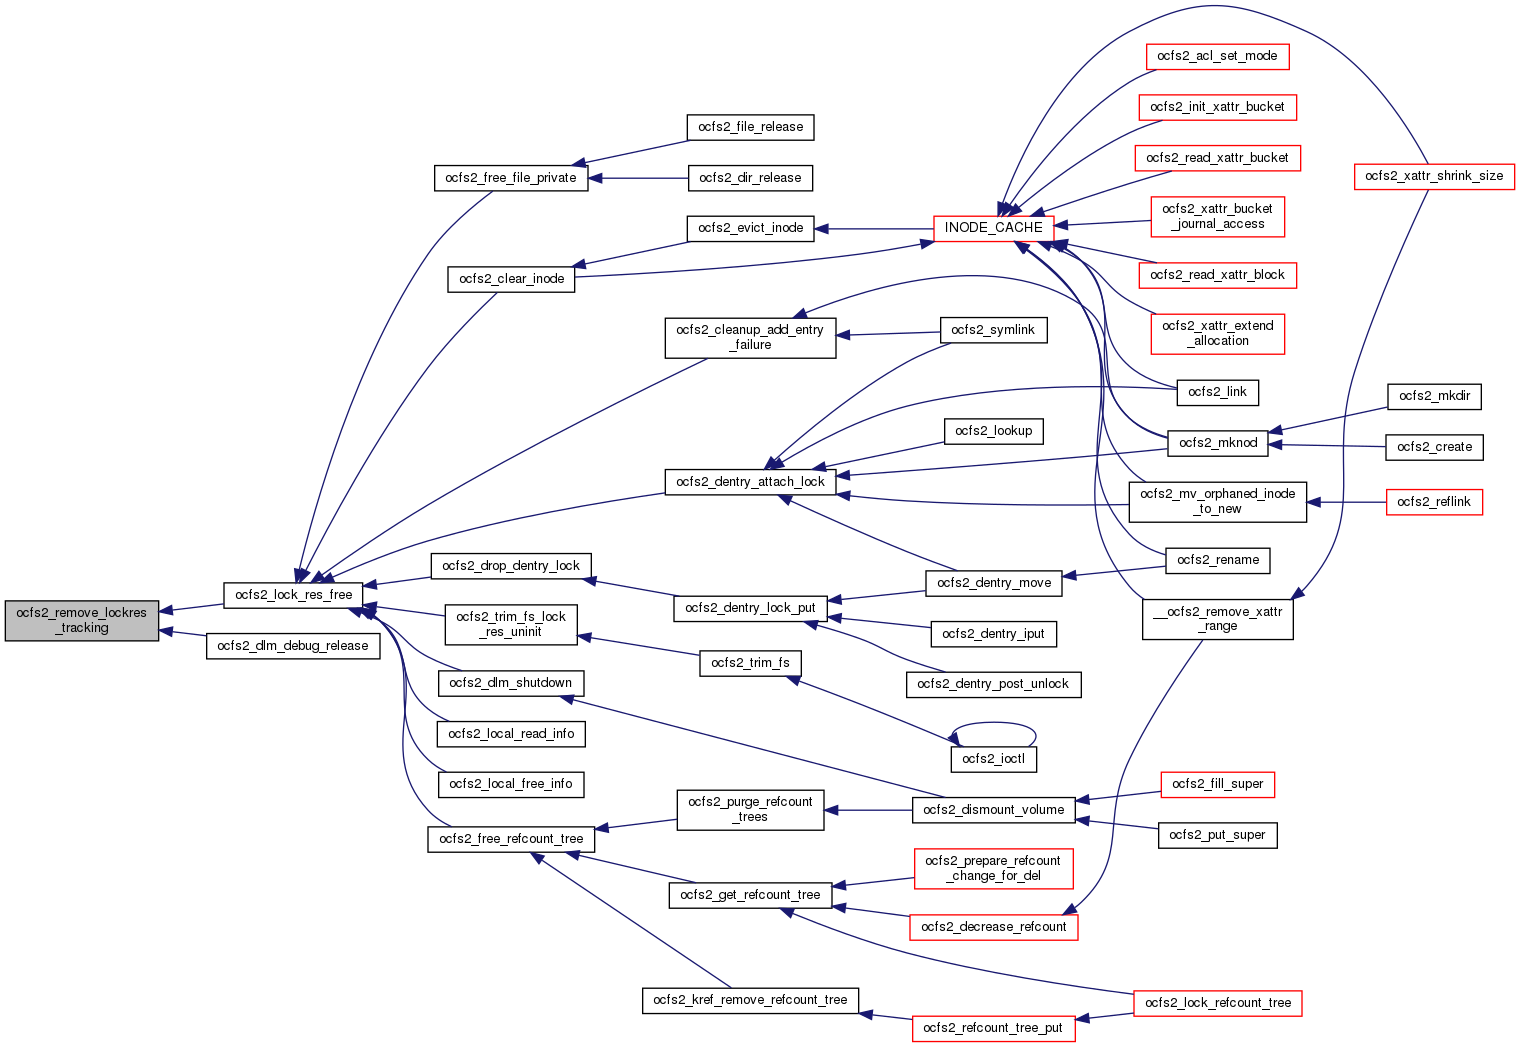 ocfs2_remove_lockres
_tracking
ocfs2_lock_res_free
ocfs2_dlm_debug_release
ocfs2_free_file_private
ocfs2_clear_inode
ocfs2_drop_dentry_lock
ocfs2_trim_fs_lock
_res_uninit
ocfs2_dlm_shutdown
ocfs2_local_read_info
ocfs2_local_free_info
ocfs2_free_refcount_tree
ocfs2_file_release
ocfs2_dir_release
ocfs2_evict_inode
ocfs2_cleanup_add_entry
_failure
ocfs2_dentry_attach_lock
ocfs2_dentry_lock_put
ocfs2_trim_fs
ocfs2_purge_refcount
_trees
ocfs2_get_refcount_tree
ocfs2_kref_remove_refcount_tree
INODE_CACHE
ocfs2_symlink
ocfs2_lookup
ocfs2_dentry_move
ocfs2_dentry_iput
ocfs2_dentry_post_unlock
ocfs2_ioctl
ocfs2_dismount_volume
ocfs2_prepare_refcount
_change_for_del
ocfs2_decrease_refcount
ocfs2_refcount_tree_put
ocfs2_acl_set_mode
ocfs2_init_xattr_bucket
ocfs2_read_xattr_bucket
ocfs2_xattr_bucket
_journal_access
ocfs2_read_xattr_block
ocfs2_xattr_extend
_allocation
ocfs2_link
ocfs2_mknod
ocfs2_mv_orphaned_inode
_to_new
ocfs2_rename
__ocfs2_remove_xattr
_range
ocfs2_fill_super
ocfs2_put_super
ocfs2_lock_refcount_tree
ocfs2_xattr_shrink_size
ocfs2_mkdir
ocfs2_create
ocfs2_reflink